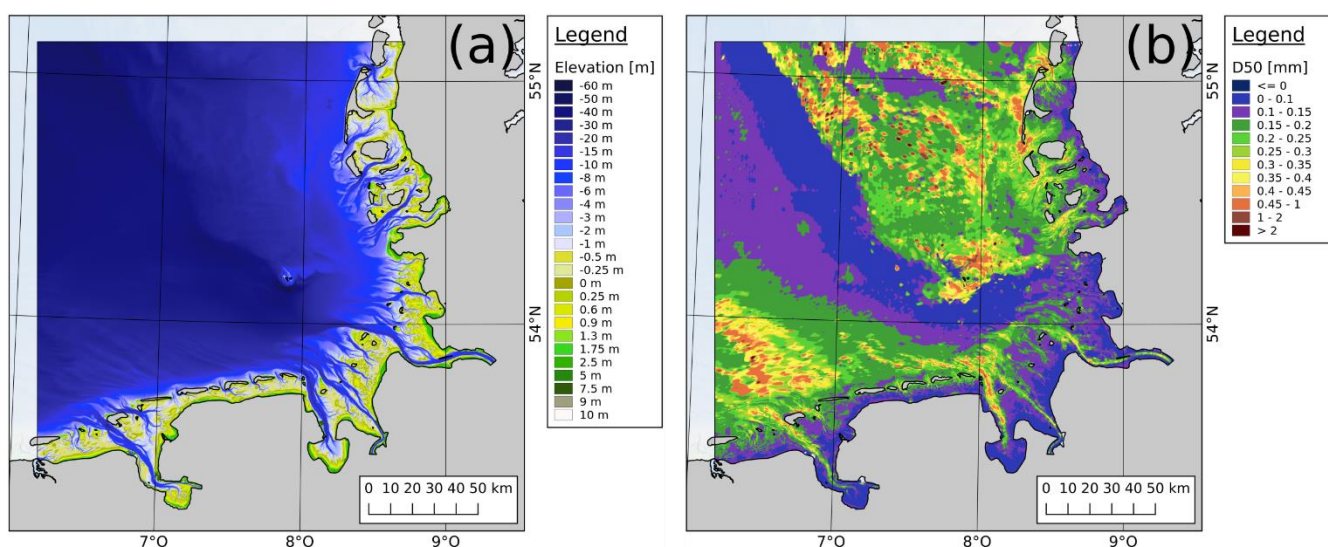 (a)
Legend
Elevation [m]
-60 m
-50 m
-40 m
-30 m
-20 m
-15 m
-10 m
-8 m
-6 m
-4 m
-3 m
-2 m
-1 m
-0.5 m
-0.25 m
0 m
0.25 m
0.6 m
0.9 m
1.3 m
1.75 m
2.5 m
5 m
7.5 m
9 m
10 m
55°N
54°N
0 10 20 30 40 50 km
7°O 8°O 9°O
(b)
Legend
D50 [mm]
<= 0
0 - 0.1
0.1 - 0.15
0.15 - 0.2
0.2 - 0.25
0.25 - 0.3
0.3 - 0.35
0.35 - 0.4
0.4 - 0.45
0.45 - 1
1 - 2
> 2
55°N
54°N
0 10 20 30 40 50 km
7°O 8°O 9°O